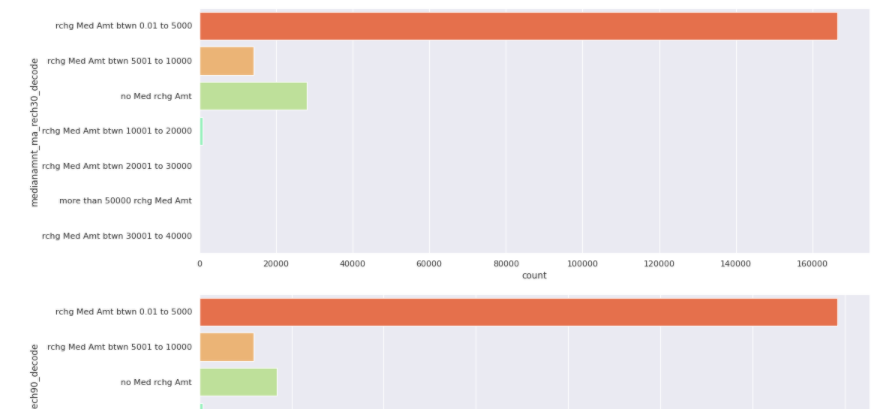 rchg Med Amt btwn 0.01 to 5000
rchg Med Amt btwn 5001 to 10000
no Med rchg Amt
rchg Med Amt btwn 10001 to 20000
rchg Med Amt btwn 20001 to 30000
more than 50000 rchg Med Amt
rchg Med Amt btwn 30001 to 40000
medianamnt_ma_rech30_decode
0 20000 40000 60000 80000 100000 120000 140000 160000
count
rchg Med Amt btwn 0.01 to 5000
rchg Med Amt btwn 5001 to 10000
no Med rchg Amt
ech90_decode